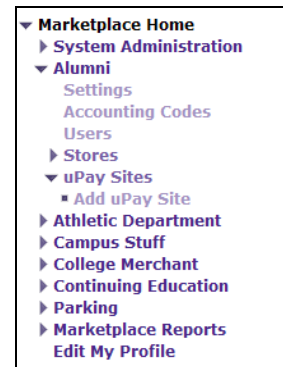 Marketplace Home
System Administration
Alumni
Settings
Accounting Codes
Users
Stores
uPay Sites
Add uPay Site
Athletic Department
Campus Stuff
College Merchant
Continuing Education
Parking
Marketplace Reports
Edit My Profile